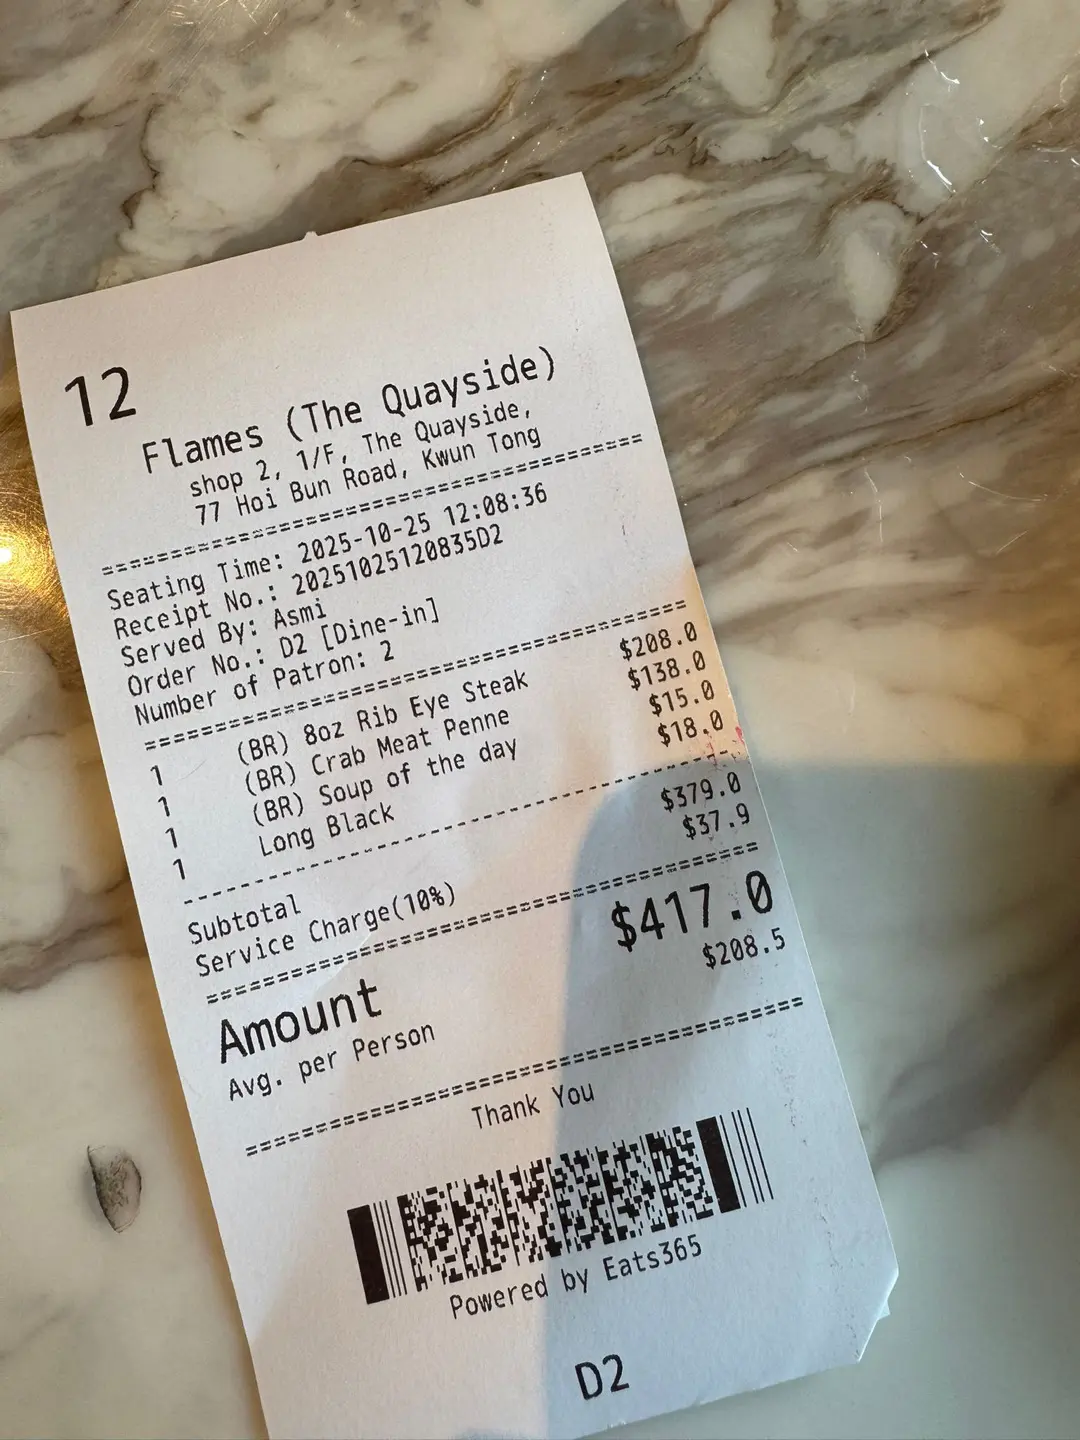 12
Flames (The Quayside)
shop 2, 1/F, The Quayside,
77 Hoi Bun Road, Kwun Tong
Seating Time: 2025-10-25 12:08:36
Receipt No.: 20251025120835D2
Served By: Asmi
Order No.: D2 [Dine-in]
Number of Patron: 2
1 (BR) 8oz Rib Eye Steak $208.0
1 (BR) Crab Meat Penne $138.0
1 (BR) Soup of the day $15.0
1 Long Black $18.0
Subtotal $379.0
Service Charge(10%) $37.9
Amount $417.0
Avg. per Person $208.5
Thank You
Powered by Eats365
D2